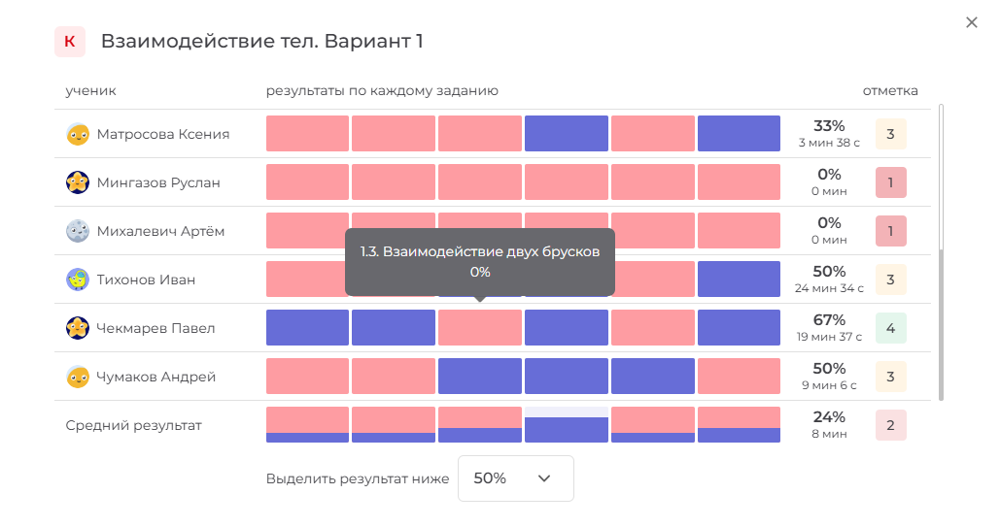 К Взаимодействие тел. Вариант 1
ученик результаты по каждому заданию отметка
Матросова Ксения 33% 3
3 мин 38 с
Мингазов Руслан 0% 1
0 мин
Михалевич Артём 0% 1
0 мин
1.3. Взаимодействие двух брусков
0%
Тихонов Иван 50% 3
24 мин 34 с
Чекмарев Павел 67% 4
19 мин 37 с
Чумаков Андрей 50% 3
9 мин 6 с
Средний результат 24% 2
8 мин
Выделить результат ниже 50%